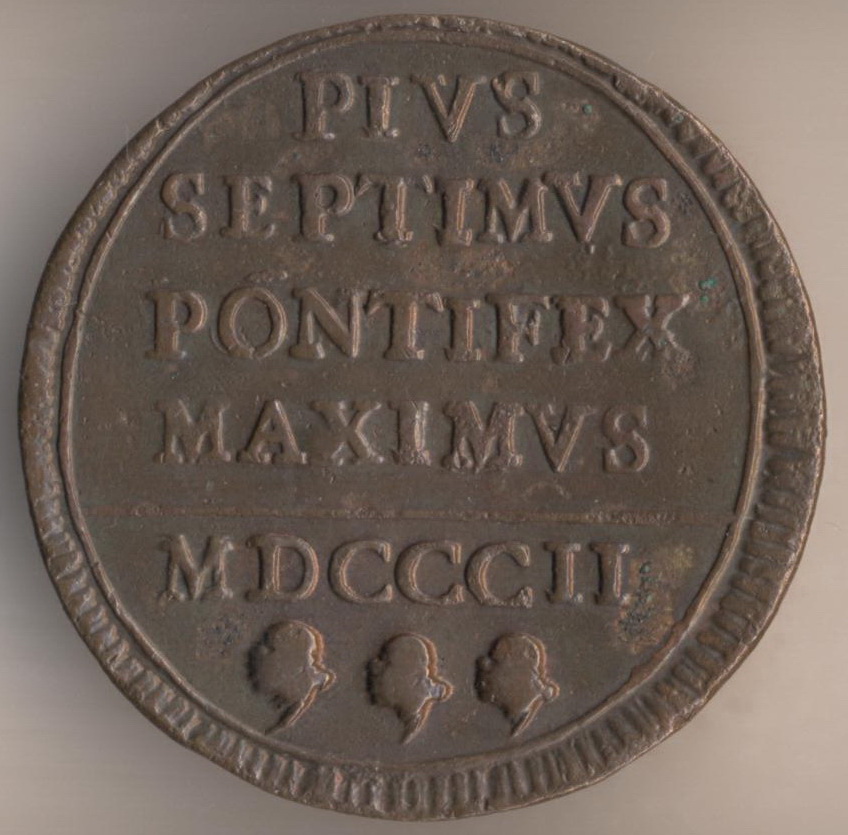 PIVS
SEPTIMVS
PONTIFEX
MAXIMVS
MDCCCII